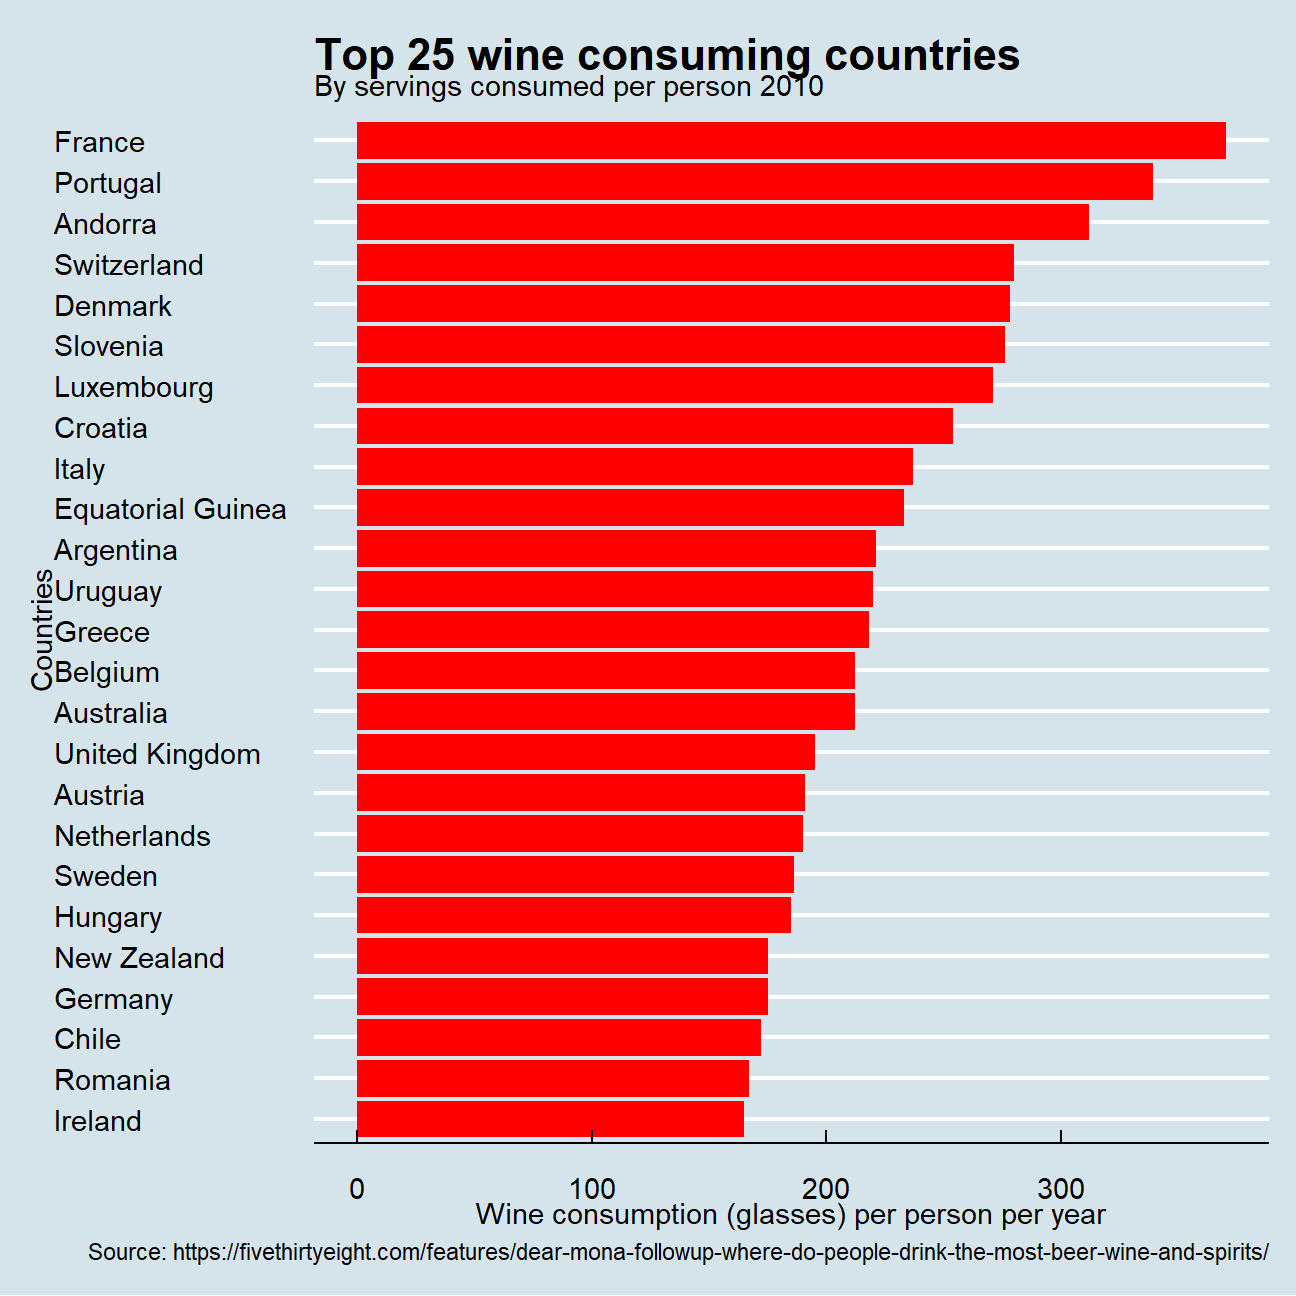 Top 25 wine consuming countries
By servings consumed per person 2010
France
Portugal
Andorra
Switzerland
Denmark
Slovenia
Luxembourg
Croatia
Italy
Equatorial Guinea
Argentina
Uruguay
Greece
Belgium
Australia
United Kingdom
Austria
Netherlands
Sweden
Hungary
New Zealand
Germany
Chile
Romania
Ireland
Countries
0 100 200 300
Wine consumption (glasses) per person per year
Source: https://fivethirtyeight.com/features/dear-mona-followup-where-do-people-drink-the-most-beer-wine-and-spirits/